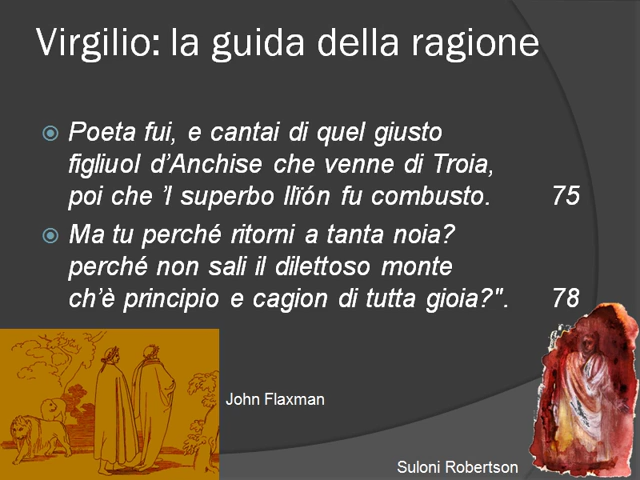 Virgilio: la guida della ragione
Poeta fui, e cantai di quel giusto
figliuol d’Anchise che venne di Troia,
poi che ’l superbo Ilïón fu combusto. 75
Ma tu perché ritorni a tanta noia?
perché non sali il dilettoso monte
ch’è principio e cagion di tutta gioia?". 78
John Flaxman
Suloni Robertson